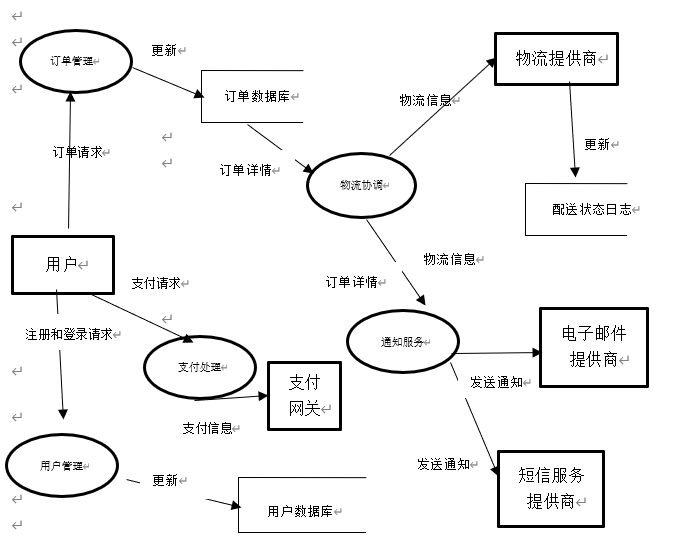 订单管理
更新
物流提供商
订单数据库
物流信息
更新
订单请求
订单详情
物流协调
配送状态日志
用户
支付请求
物流信息
订单详情
注册和登录请求
通知服务
电子邮件
提供商
支付处理
支付
网关
发送通知
支付信息
用户管理
更新
发送通知
短信服务
提供商
用户数据库